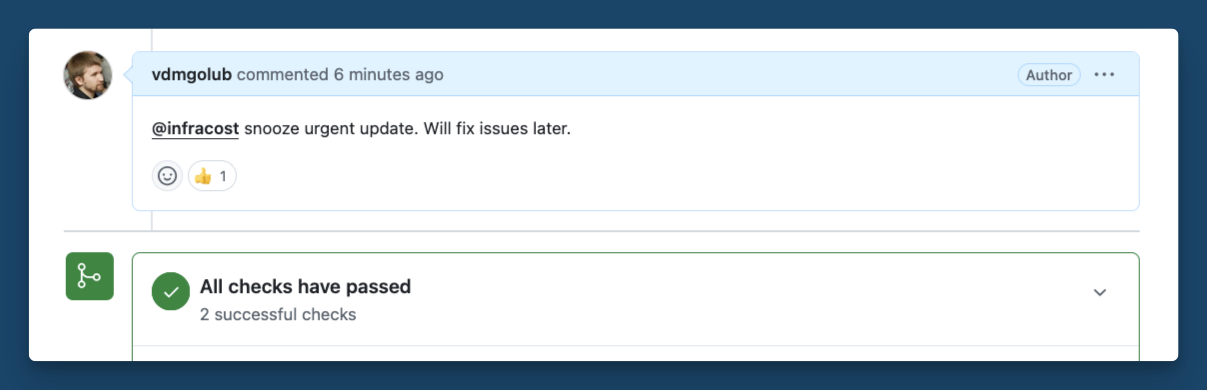 vdmgolub commented 6 minutes ago
Author
@infracost snooze urgent update. Will fix issues later.
1
All checks have passed
2 successful checks